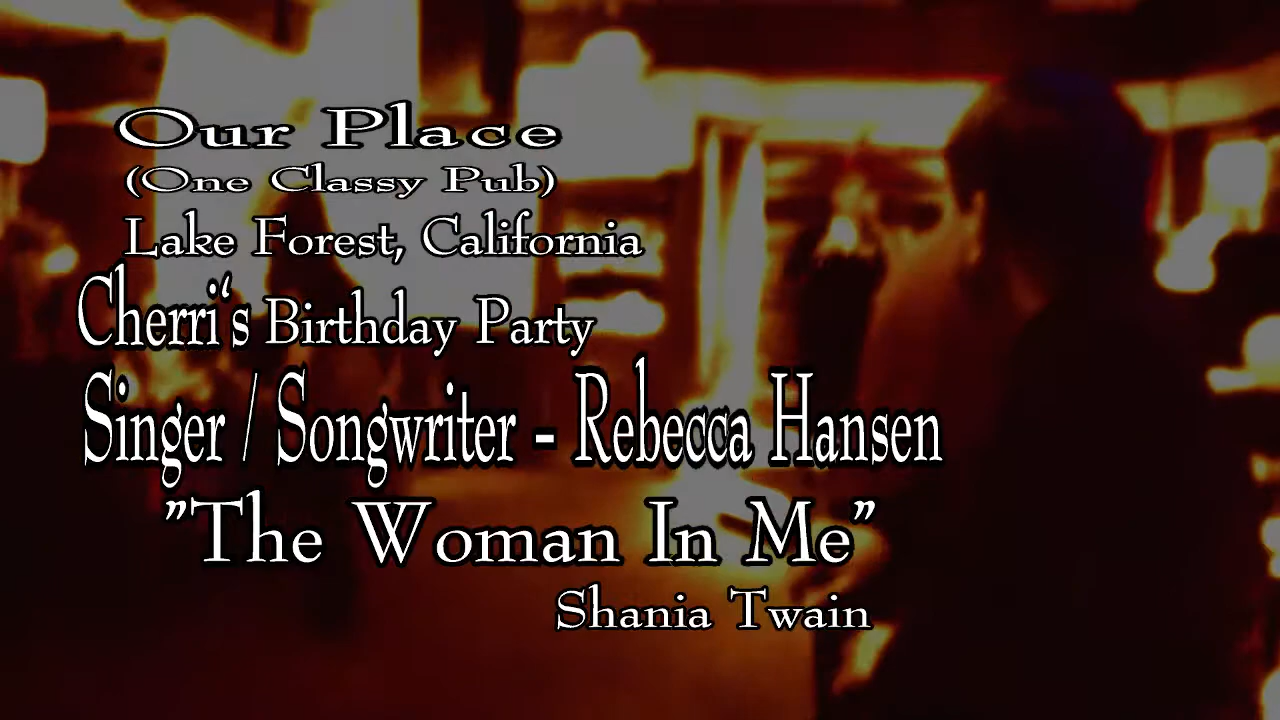 Our Place
(One Classy Pub)
Lake Forest, California
Cherri‘s Birthday Party
Singer / Songwriter - Rebecca Hansen
"The Woman In Me"
Shania Twain